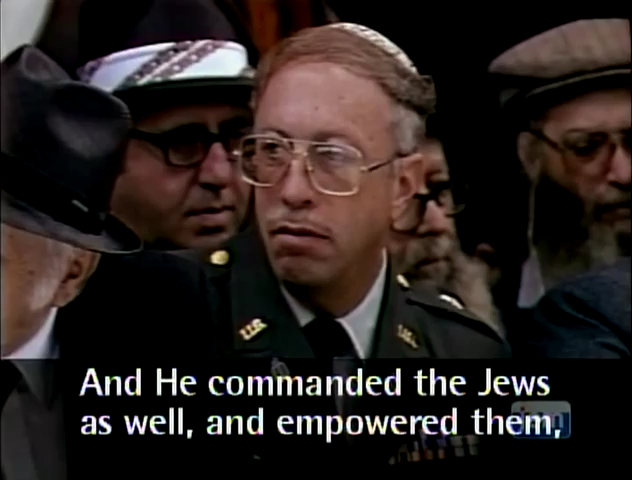 And He commanded the Jews
as well, and empowered them,
U.S.